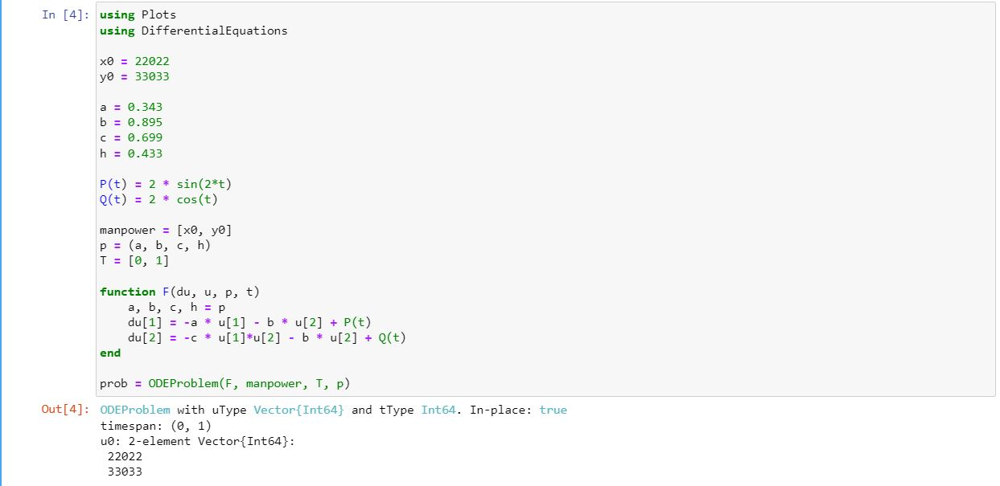 In [4]: using Plots
using DifferentialEquations
x0 = 22022
y0 = 33033
a = 0.343
b = 0.895
c = 0.699
h = 0.433
P(t) = 2 * sin(2*t)
Q(t) = 2 * cos(t)
manpower = [x0, y0]
p = (a, b, c, h)
T = [0, 1]
function F(du, u, p, t)
    a, b, c, h = p
    du[1] = -a * u[1] - b * u[2] + P(t)
    du[2] = -c * u[1]*u[2] - b * u[2] + Q(t)
end
prob = ODEProblem(F, manpower, T, p)
Out[4]: ODEProblem with uType Vector{Int64} and tType Int64. In-place: true
timespan: (0, 1)
u0: 2-element Vector{Int64}:
 22022
 33033